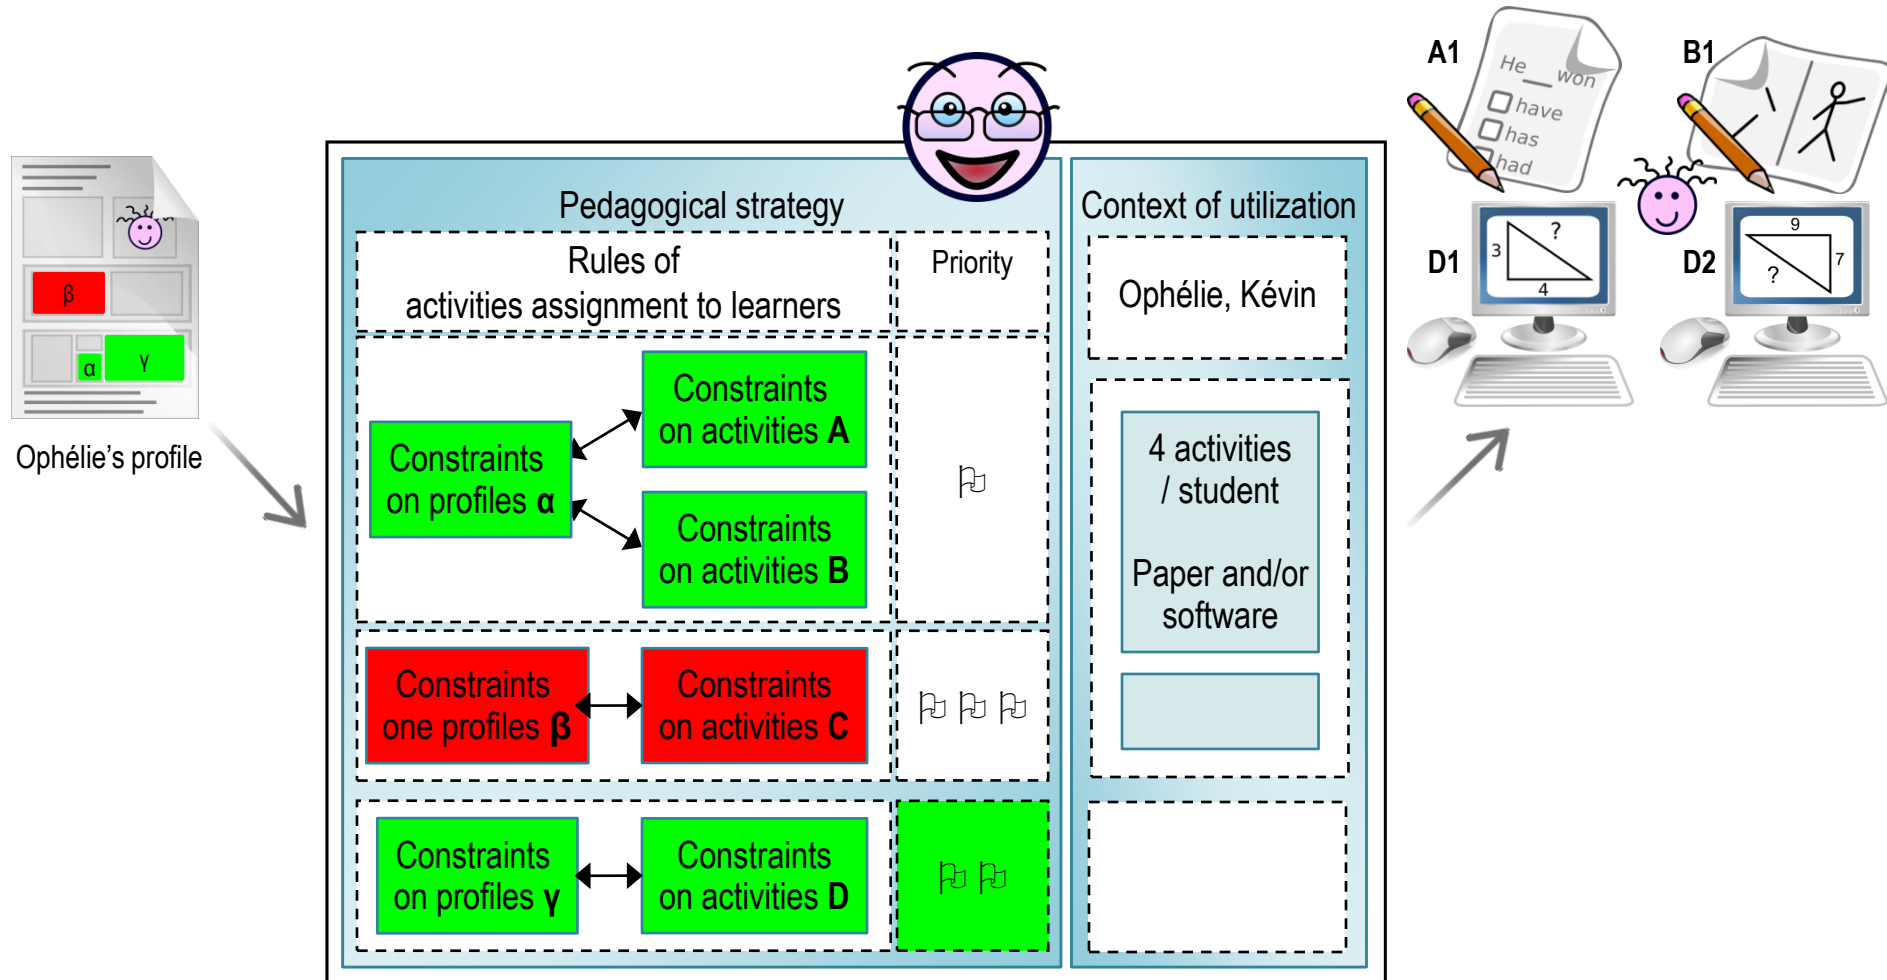 β
α
γ
Ophélie's profile
Pedagogical strategy
Rules of
activities assignment to learners
Priority
Constraints
on profiles α
Constraints
on activities A
Constraints
on activities B
Constraints
one profiles β
Constraints
on activities C
Constraints
on profiles γ
Constraints
on activities D
Context of utilization
Ophélie, Kévin
4 activities
/ student
Paper and/or
software
A1
He __ won
have
has
had
B1
D1
3
?
4
D2
9
?
7